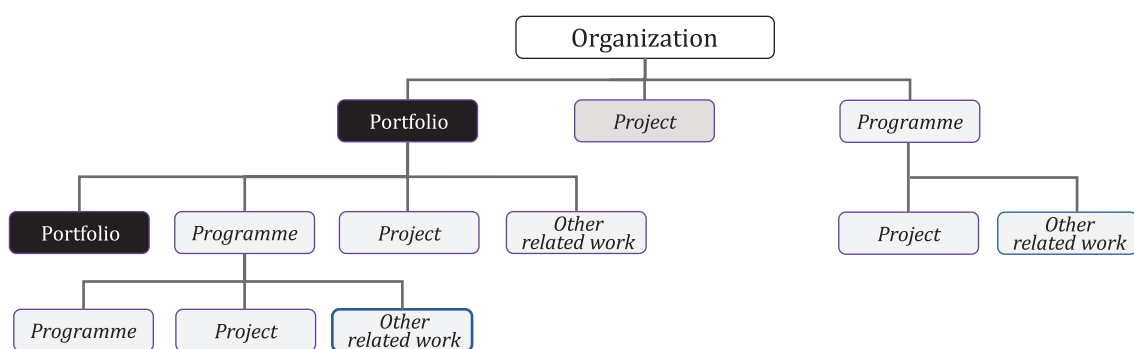 Organization
Portfolio
Project
Programme
Portfolio
Programme
Project
Other
related work
Project
Other
related work
Programme
Project
Other
related work